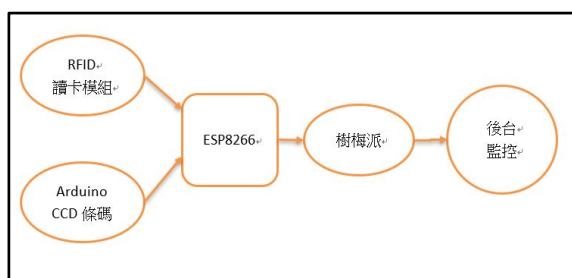 RFID
讀卡模組
Arduino
CCD 條碼
ESP8266
樹梅派
後台
監控